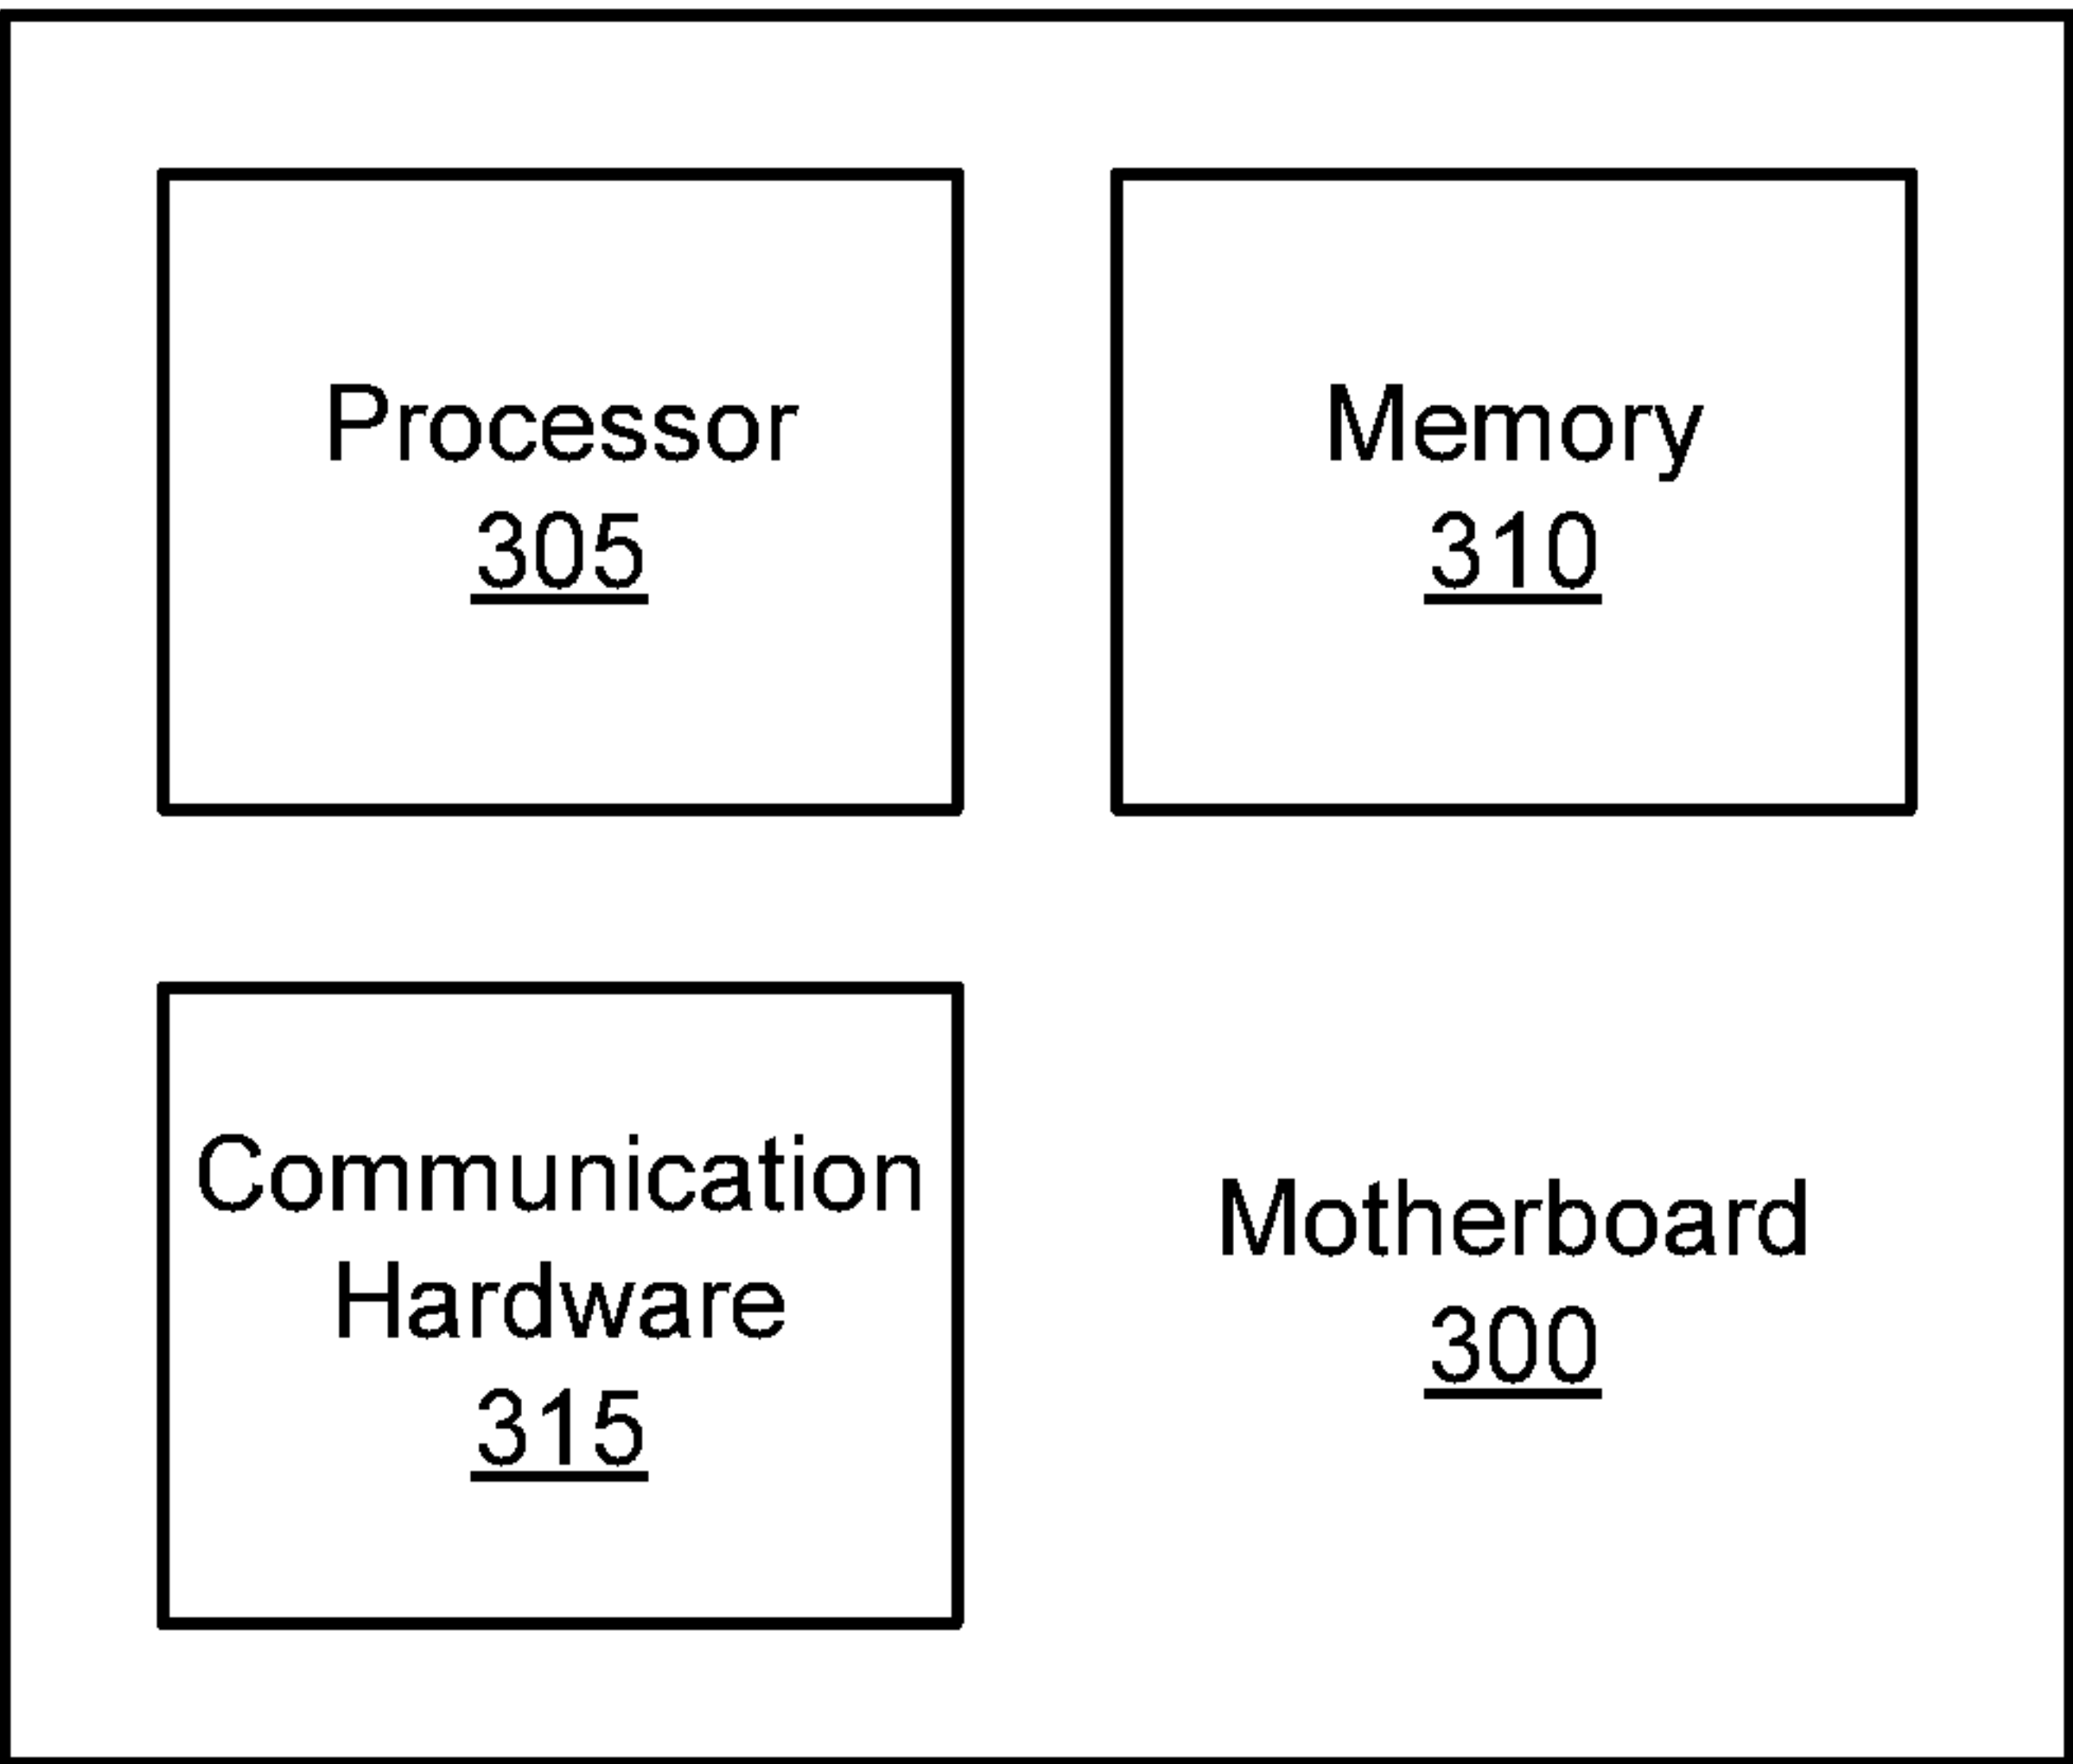 Processor
305
Memory
310
Communication
Hardware
315
Motherboard
300